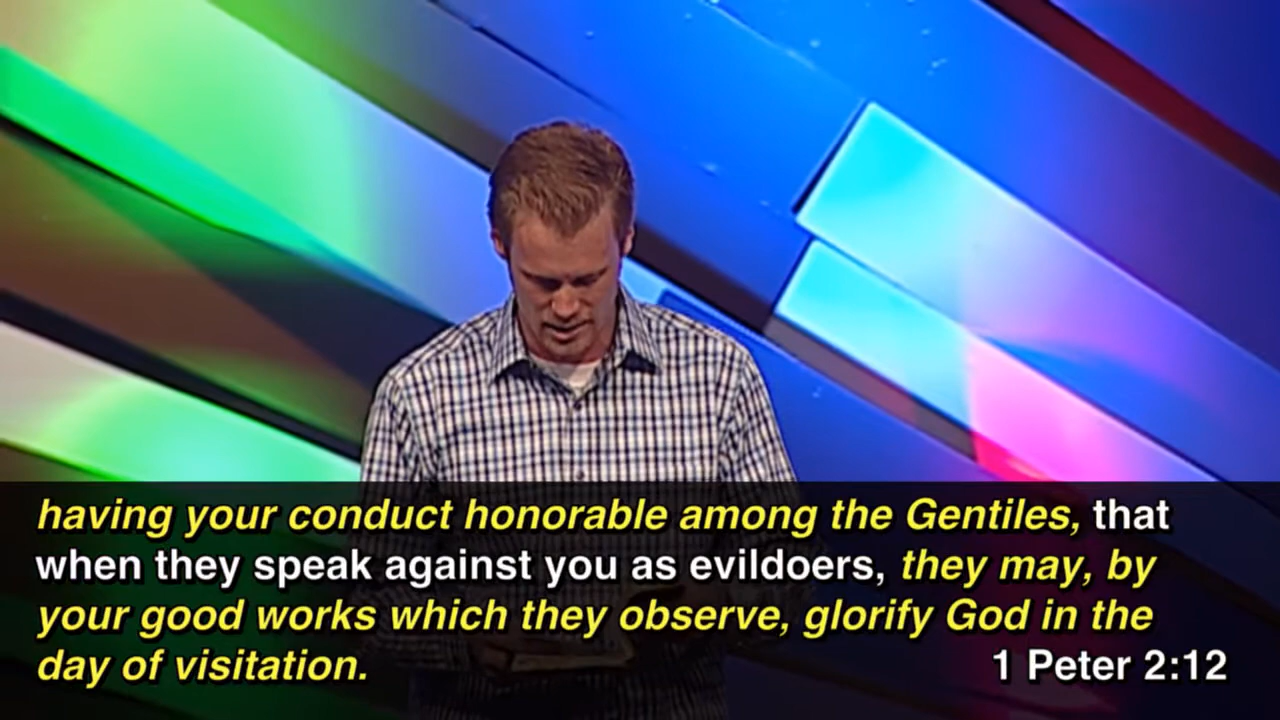 having your conduct honorable among the Gentiles, that
when they speak against you as evildoers, they may, by
your good works which they observe, glorify God in the
day of visitation.
1 Peter 2:12